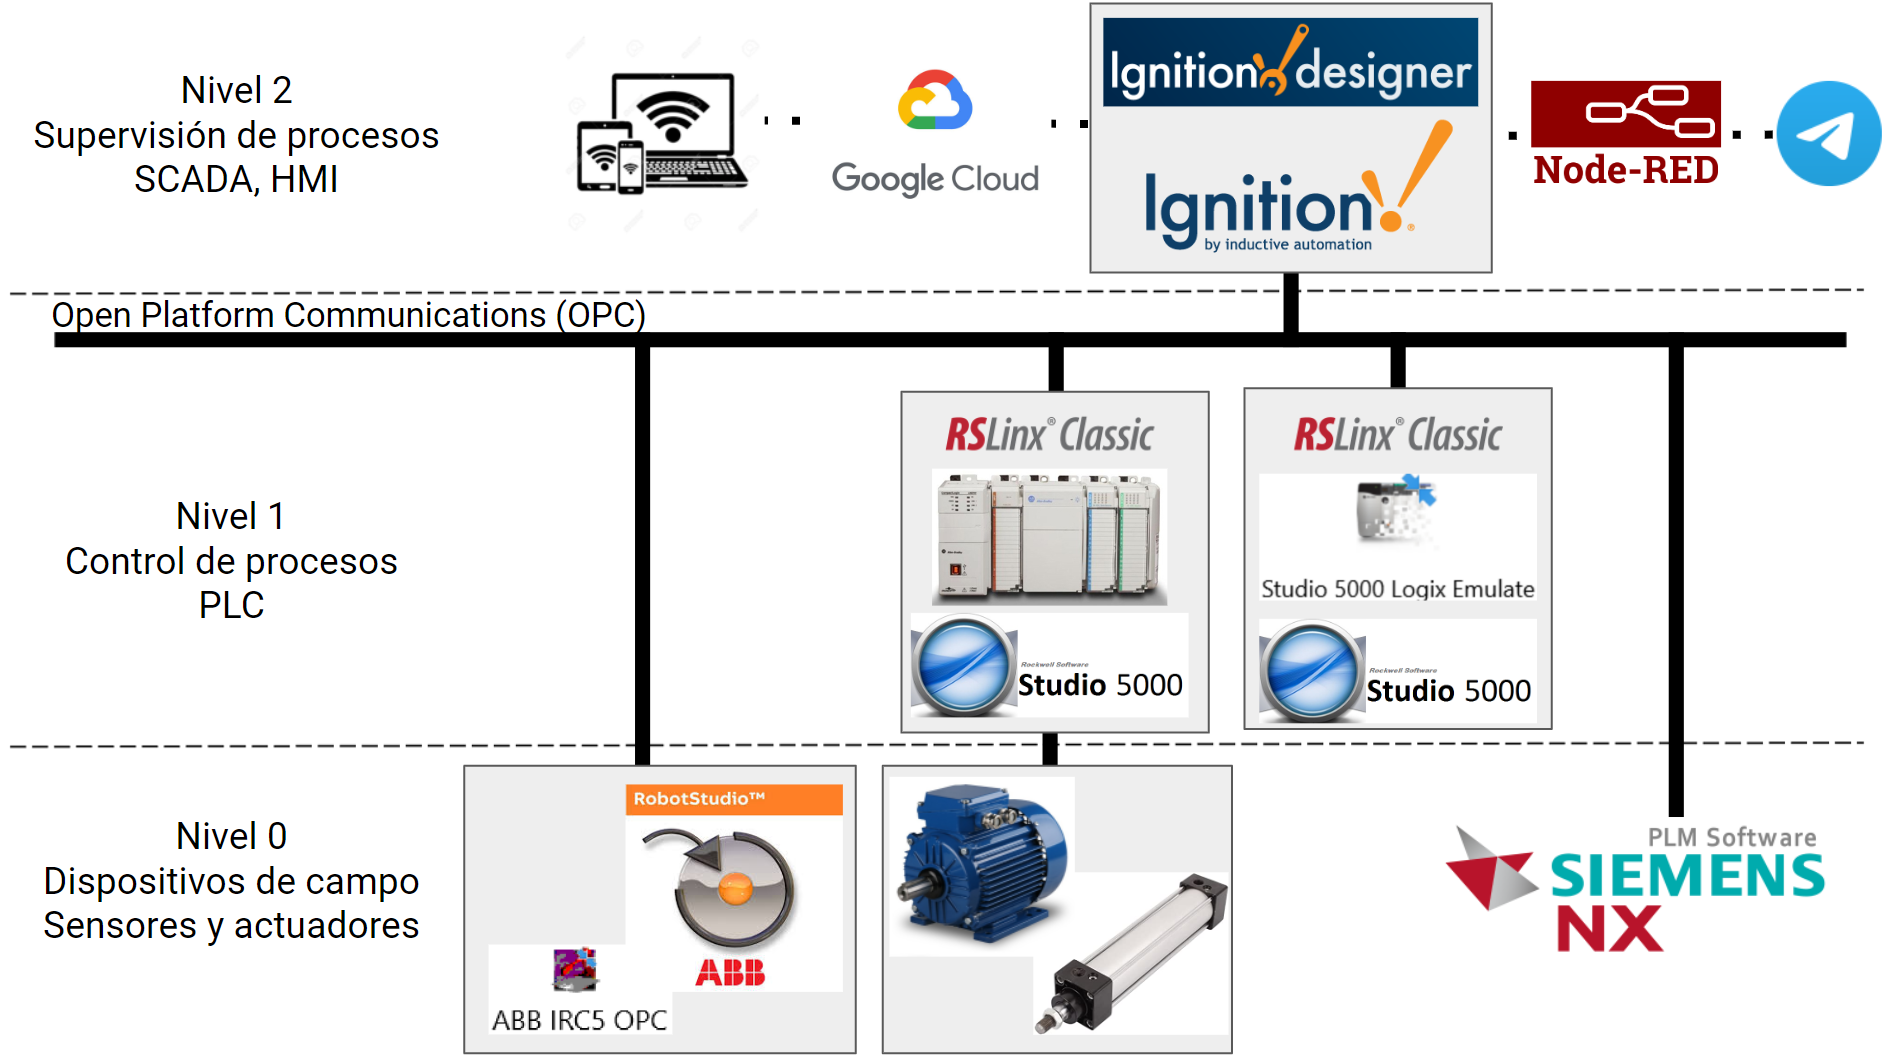 Nivel 2
Supervisión de procesos
SCADA, HMI
Google Cloud
Ignition designer
Ignition!®
by inductive automation
Node-RED
Open Platform Communications (OPC)
Nivel 1
Control de procesos
PLC
RSLinx® Classic
Rockwell Software
Studio 5000
RSLinx® Classic
Studio 5000 Logix Emulate
Rockwell Software
Studio 5000
Nivel 0
Dispositivos de campo
Sensores y actuadores
RobotStudio™
ABB
ABB IRC5 OPC
PLM Software
SIEMENS
NX